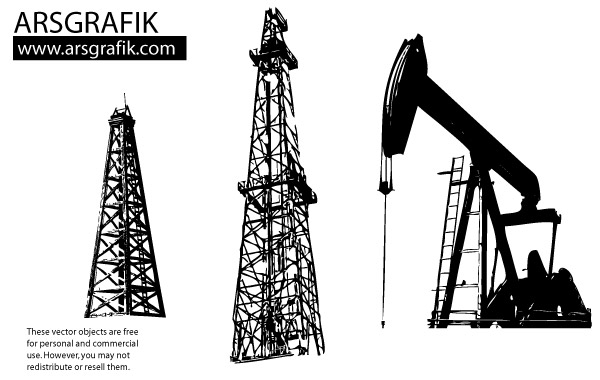 ARSGRAFIK
www.arsgrafik.com
These vector objects are free
for personal and commercial
use. However, you may not
redistribute or resell them.